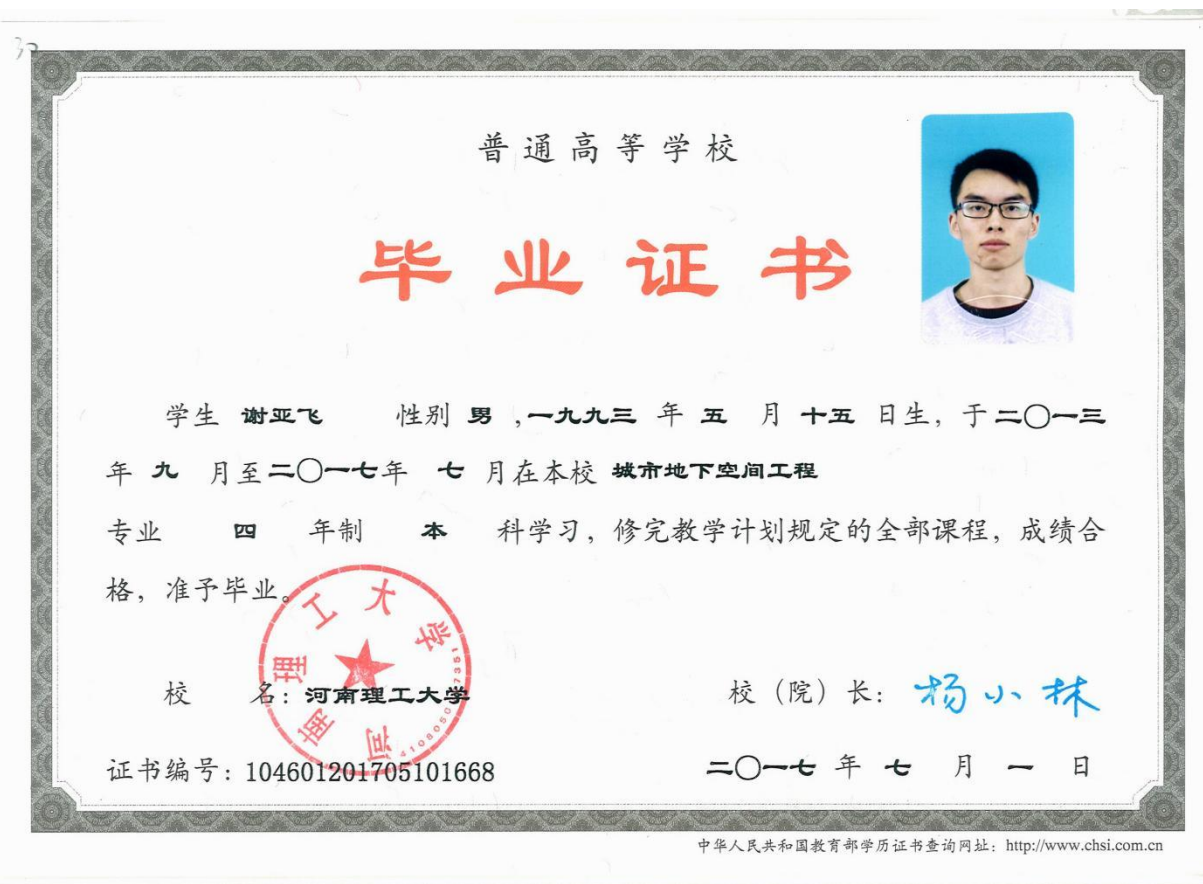 普通高等学校
毕业证书
学生 谢亚飞 性别 男 ,一九九三 年 五 月 十五 日生, 于二〇一三
年 九 月至二〇一七年 七 月在本校 城市地下空间工程
专业 四 年制 本 科学习, 修完教学计划规定的全部课程, 成绩合
格, 准予毕业。
河南理工大学
校 名: 河南理工大学
校(院)长: 杨小林
证书编号: 104601201705101668
二〇一七 年 七 月 一 日
中华人民共和国教育部学历证书查询网址: http://www.chsi.com.cn